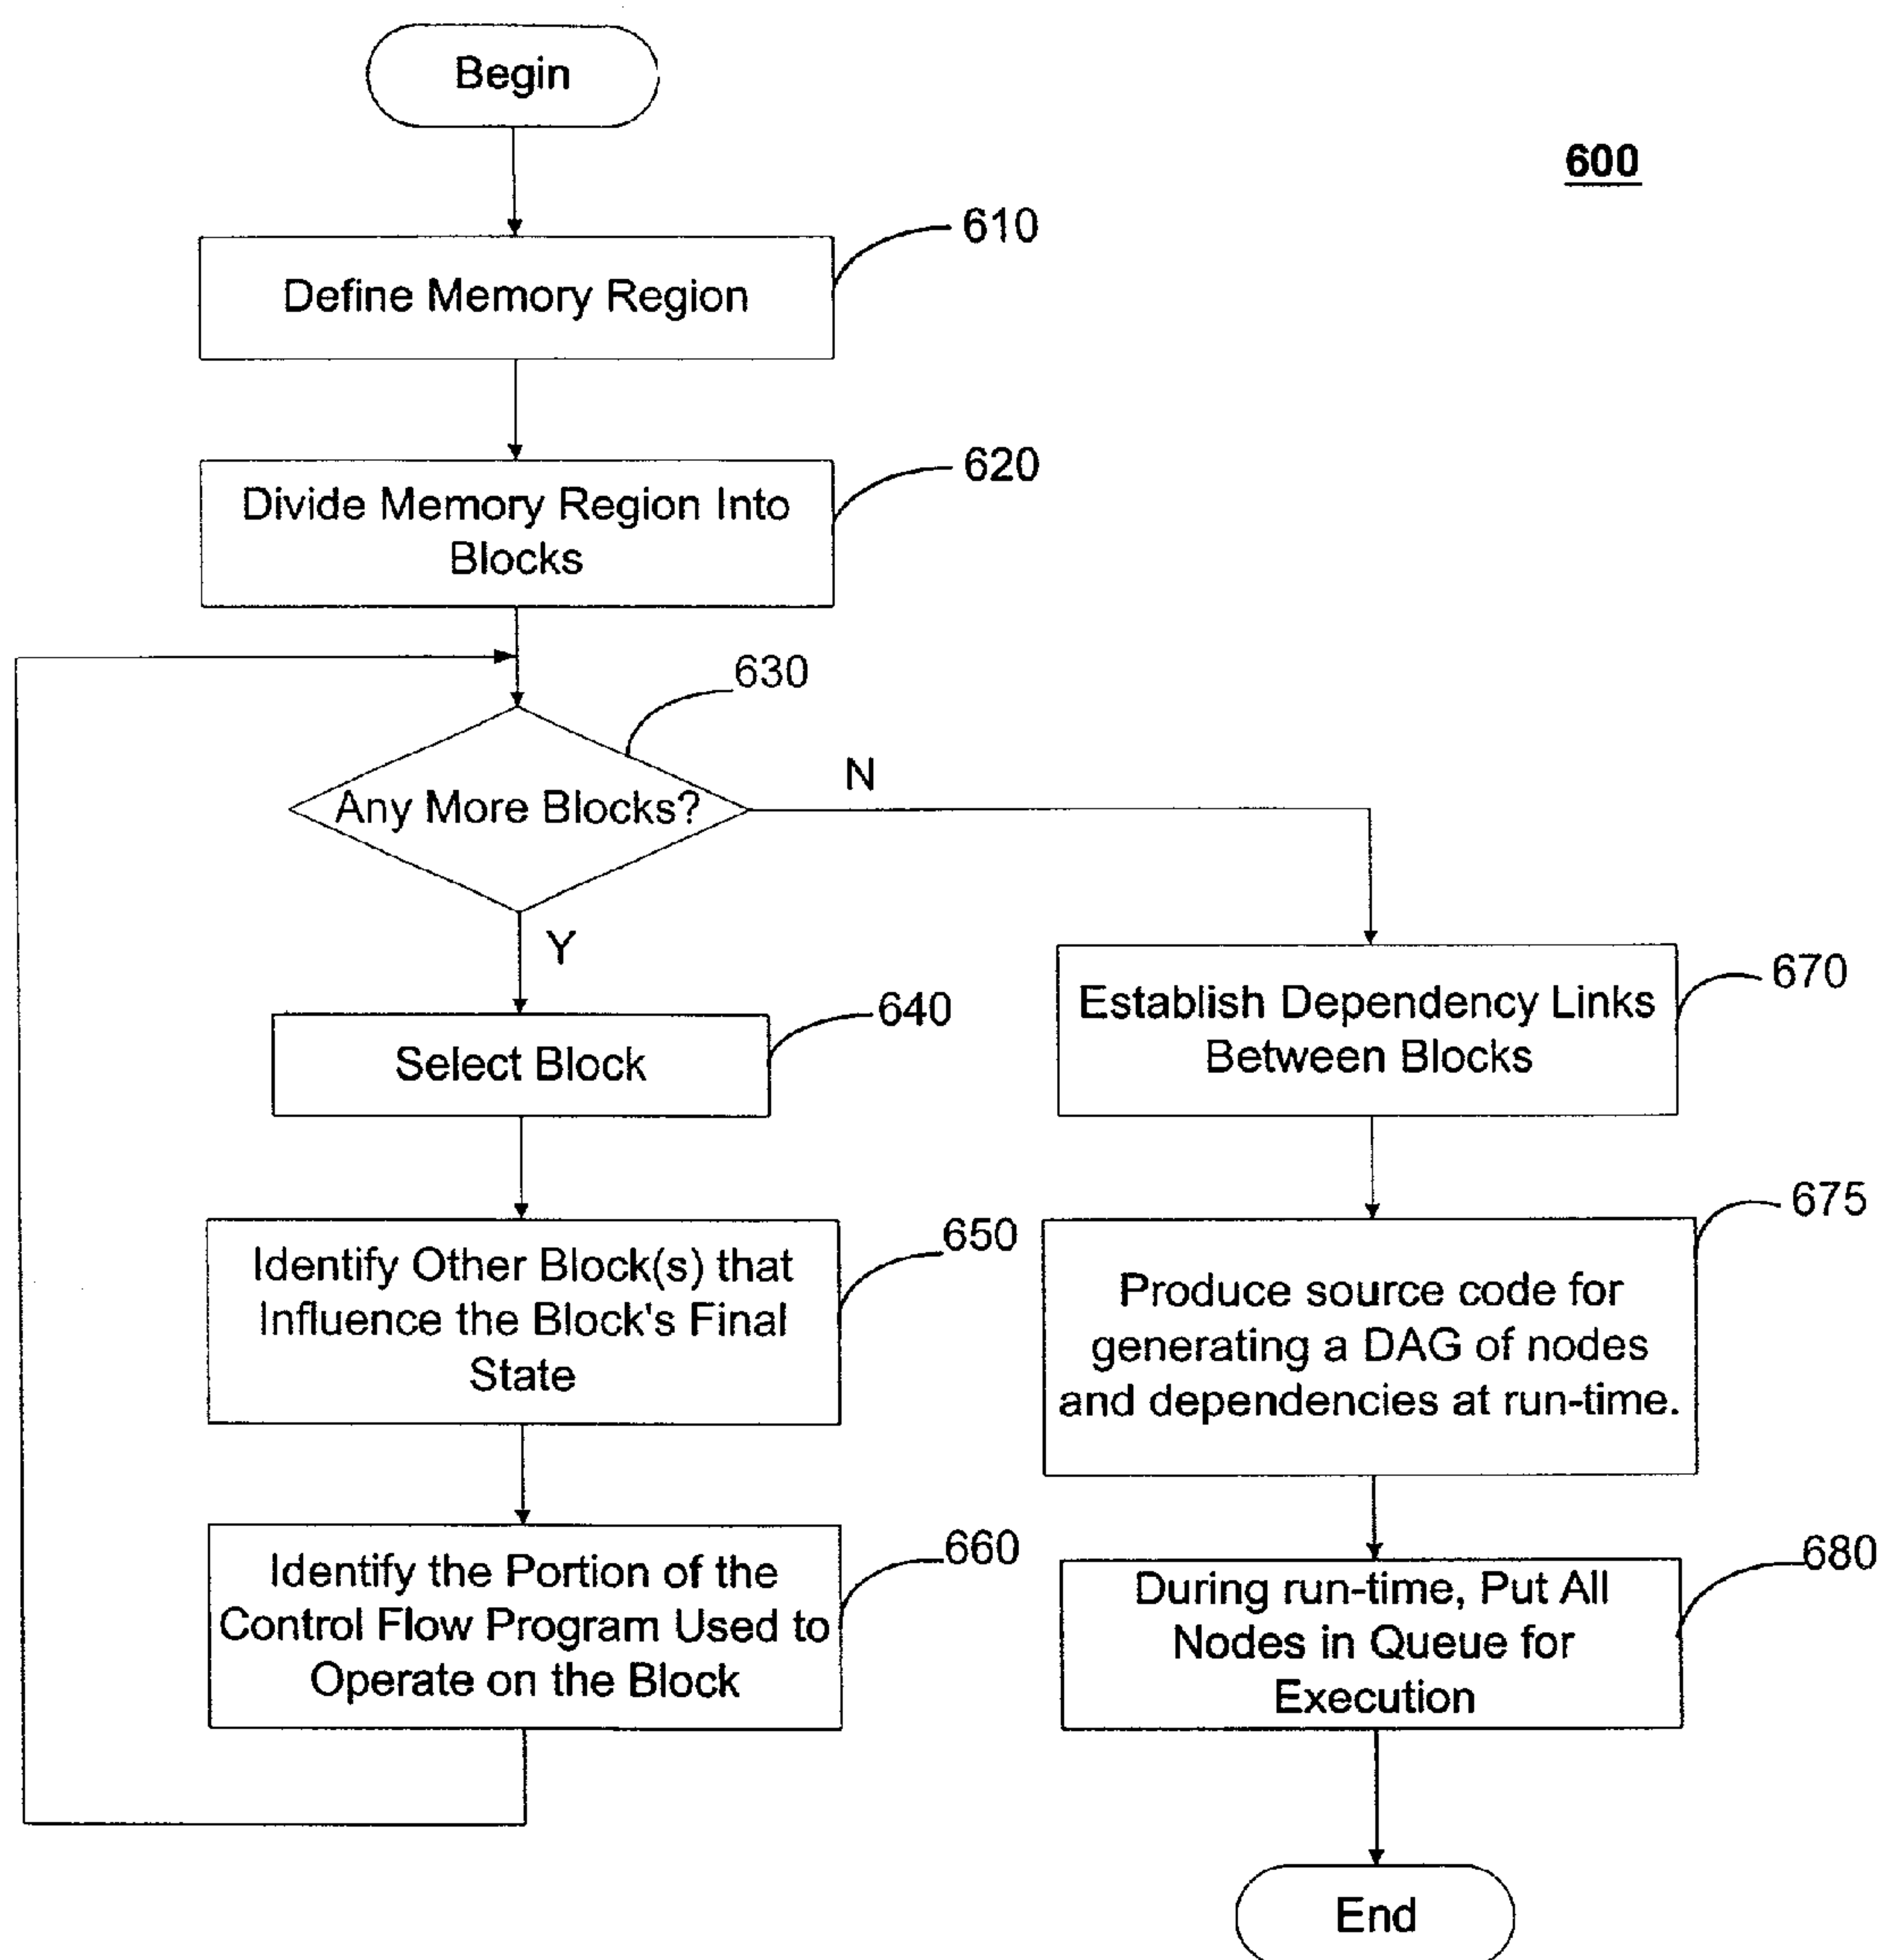 Begin
600
610
Define Memory Region
620
Divide Memory Region Into
Blocks
630
Any More Blocks?
N
Y
640
Select Block
650
Identify Other Block(s) that
Influence the Block's Final
State
660
Identify the Portion of the
Control Flow Program Used to
Operate on the Block
670
Establish Dependency Links
Between Blocks
675
Produce source code for
generating a DAG of nodes
and dependencies at run-time.
680
During run-time, Put All
Nodes in Queue for
Execution
End